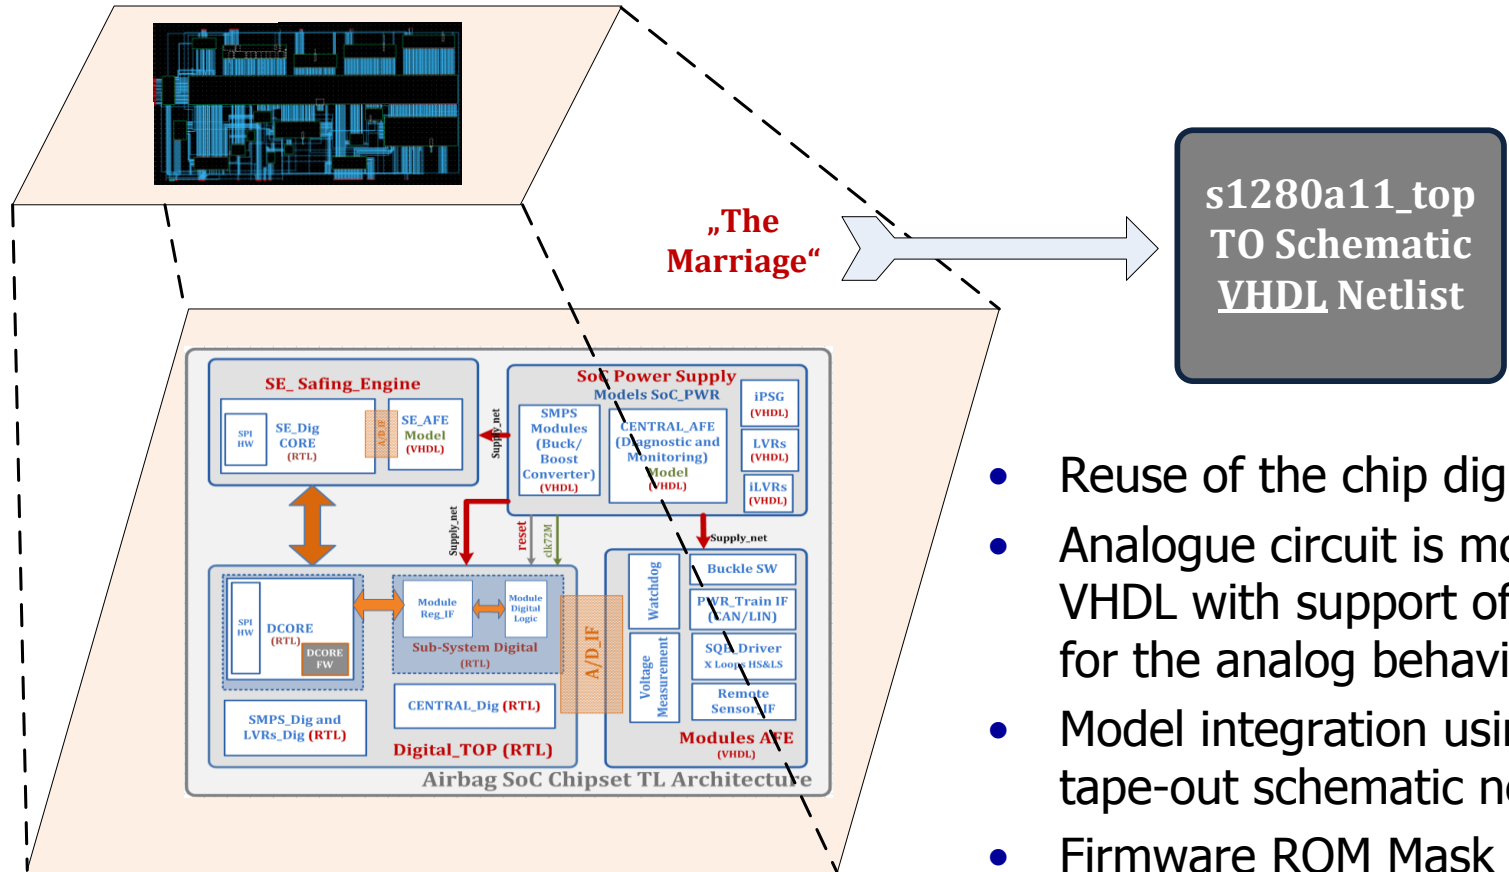 „The
Marriage“
s1280a11_top
TO Schematic
VHDL Netlist
SE_ Safing_Engine
SPI
HW
SE_Dig
CORE
(RTL)
A/D_IF
SE_AFE
Model
(VHDL)
Supply_net
SoC Power Supply
Models SoC_PWR
SMPS
Modules
(Buck/
Boost
Converter)
(VHDL)
CENTRAL_AFE
(Diagnostic and
Monitoring)
Model
(VHDL)
iPSG
(VHDL)
LVRs
(VHDL)
iLVRs
(VHDL)
Supply_net
reset
clk72M
Supply_net
SPI
HW
DCORE
(RTL)
DCORE
FW
Module
Reg_IF
Module
Digital
Logic
Sub-System Digital
(RTL)
SMPS_Dig and
LVRs_Dig (RTL)
CENTRAL_Dig (RTL)
Digital_TOP (RTL)
A/D_IF
Watchdog
Voltage
Measurement
Buckle SW
PWR_Train IF
(CAN/LIN)
SQB_Driver
X Loops HS&LS
Remote
Sensor_IF
Modules AFE
(VHDL)
Airbag SoC Chipset TL Architecture
• Reuse of the chip dig
• Analogue circuit is mo
VHDL with support of
for the analog behavi
• Model integration usin
tape-out schematic ne
• Firmware ROM Mask